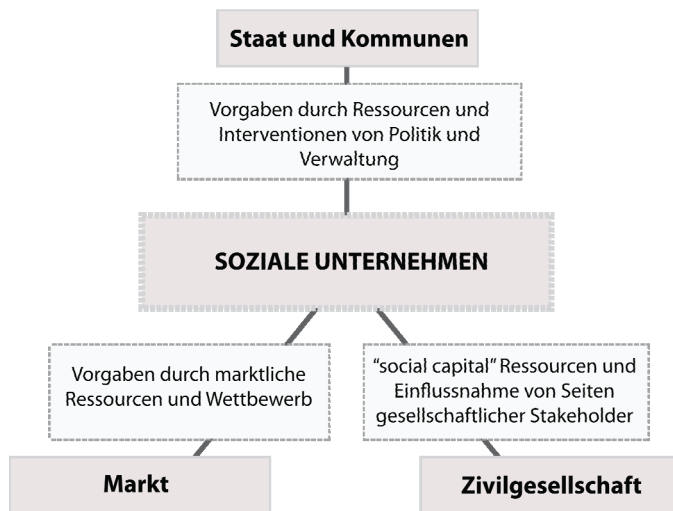 Staat und Kommunen
Vorgaben durch Ressourcen und
Interventionen von Politik und
Verwaltung
SOZIALE UNTERNEHMEN
Vorgaben durch marktliche
Ressourcen und Wettbewerb
“social capital” Ressourcen und
Einflussnahme von Seiten
gesellschaftlicher Stakeholder
Markt
Zivilgesellschaft